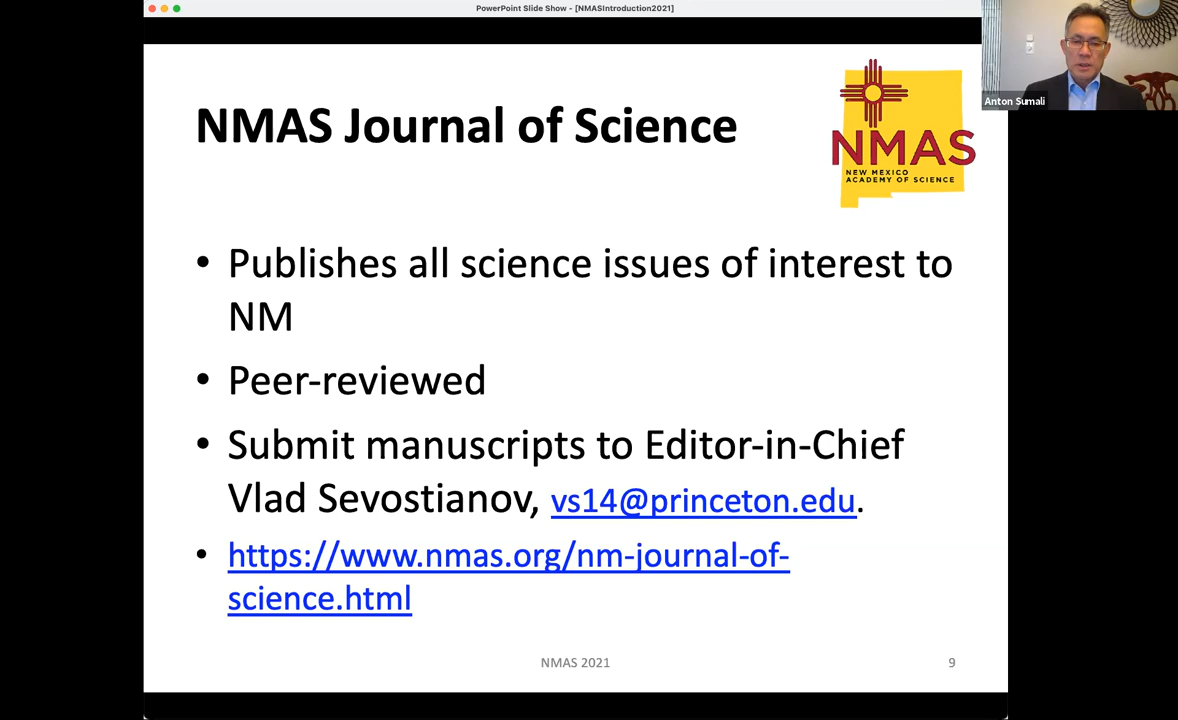 PowerPoint Slide Show - [NMASIntroduction2021]
Anton Sumali
NMAS Journal of Science
NMAS
NEW MEXICO
ACADEMY OF SCIENCE
• Publishes all science issues of interest to
NM
• Peer-reviewed
• Submit manuscripts to Editor-in-Chief
Vlad Sevostianov, vs14@princeton.edu.
• https://www.nmas.org/nm-journal-of-
science.html
NMAS 2021
9